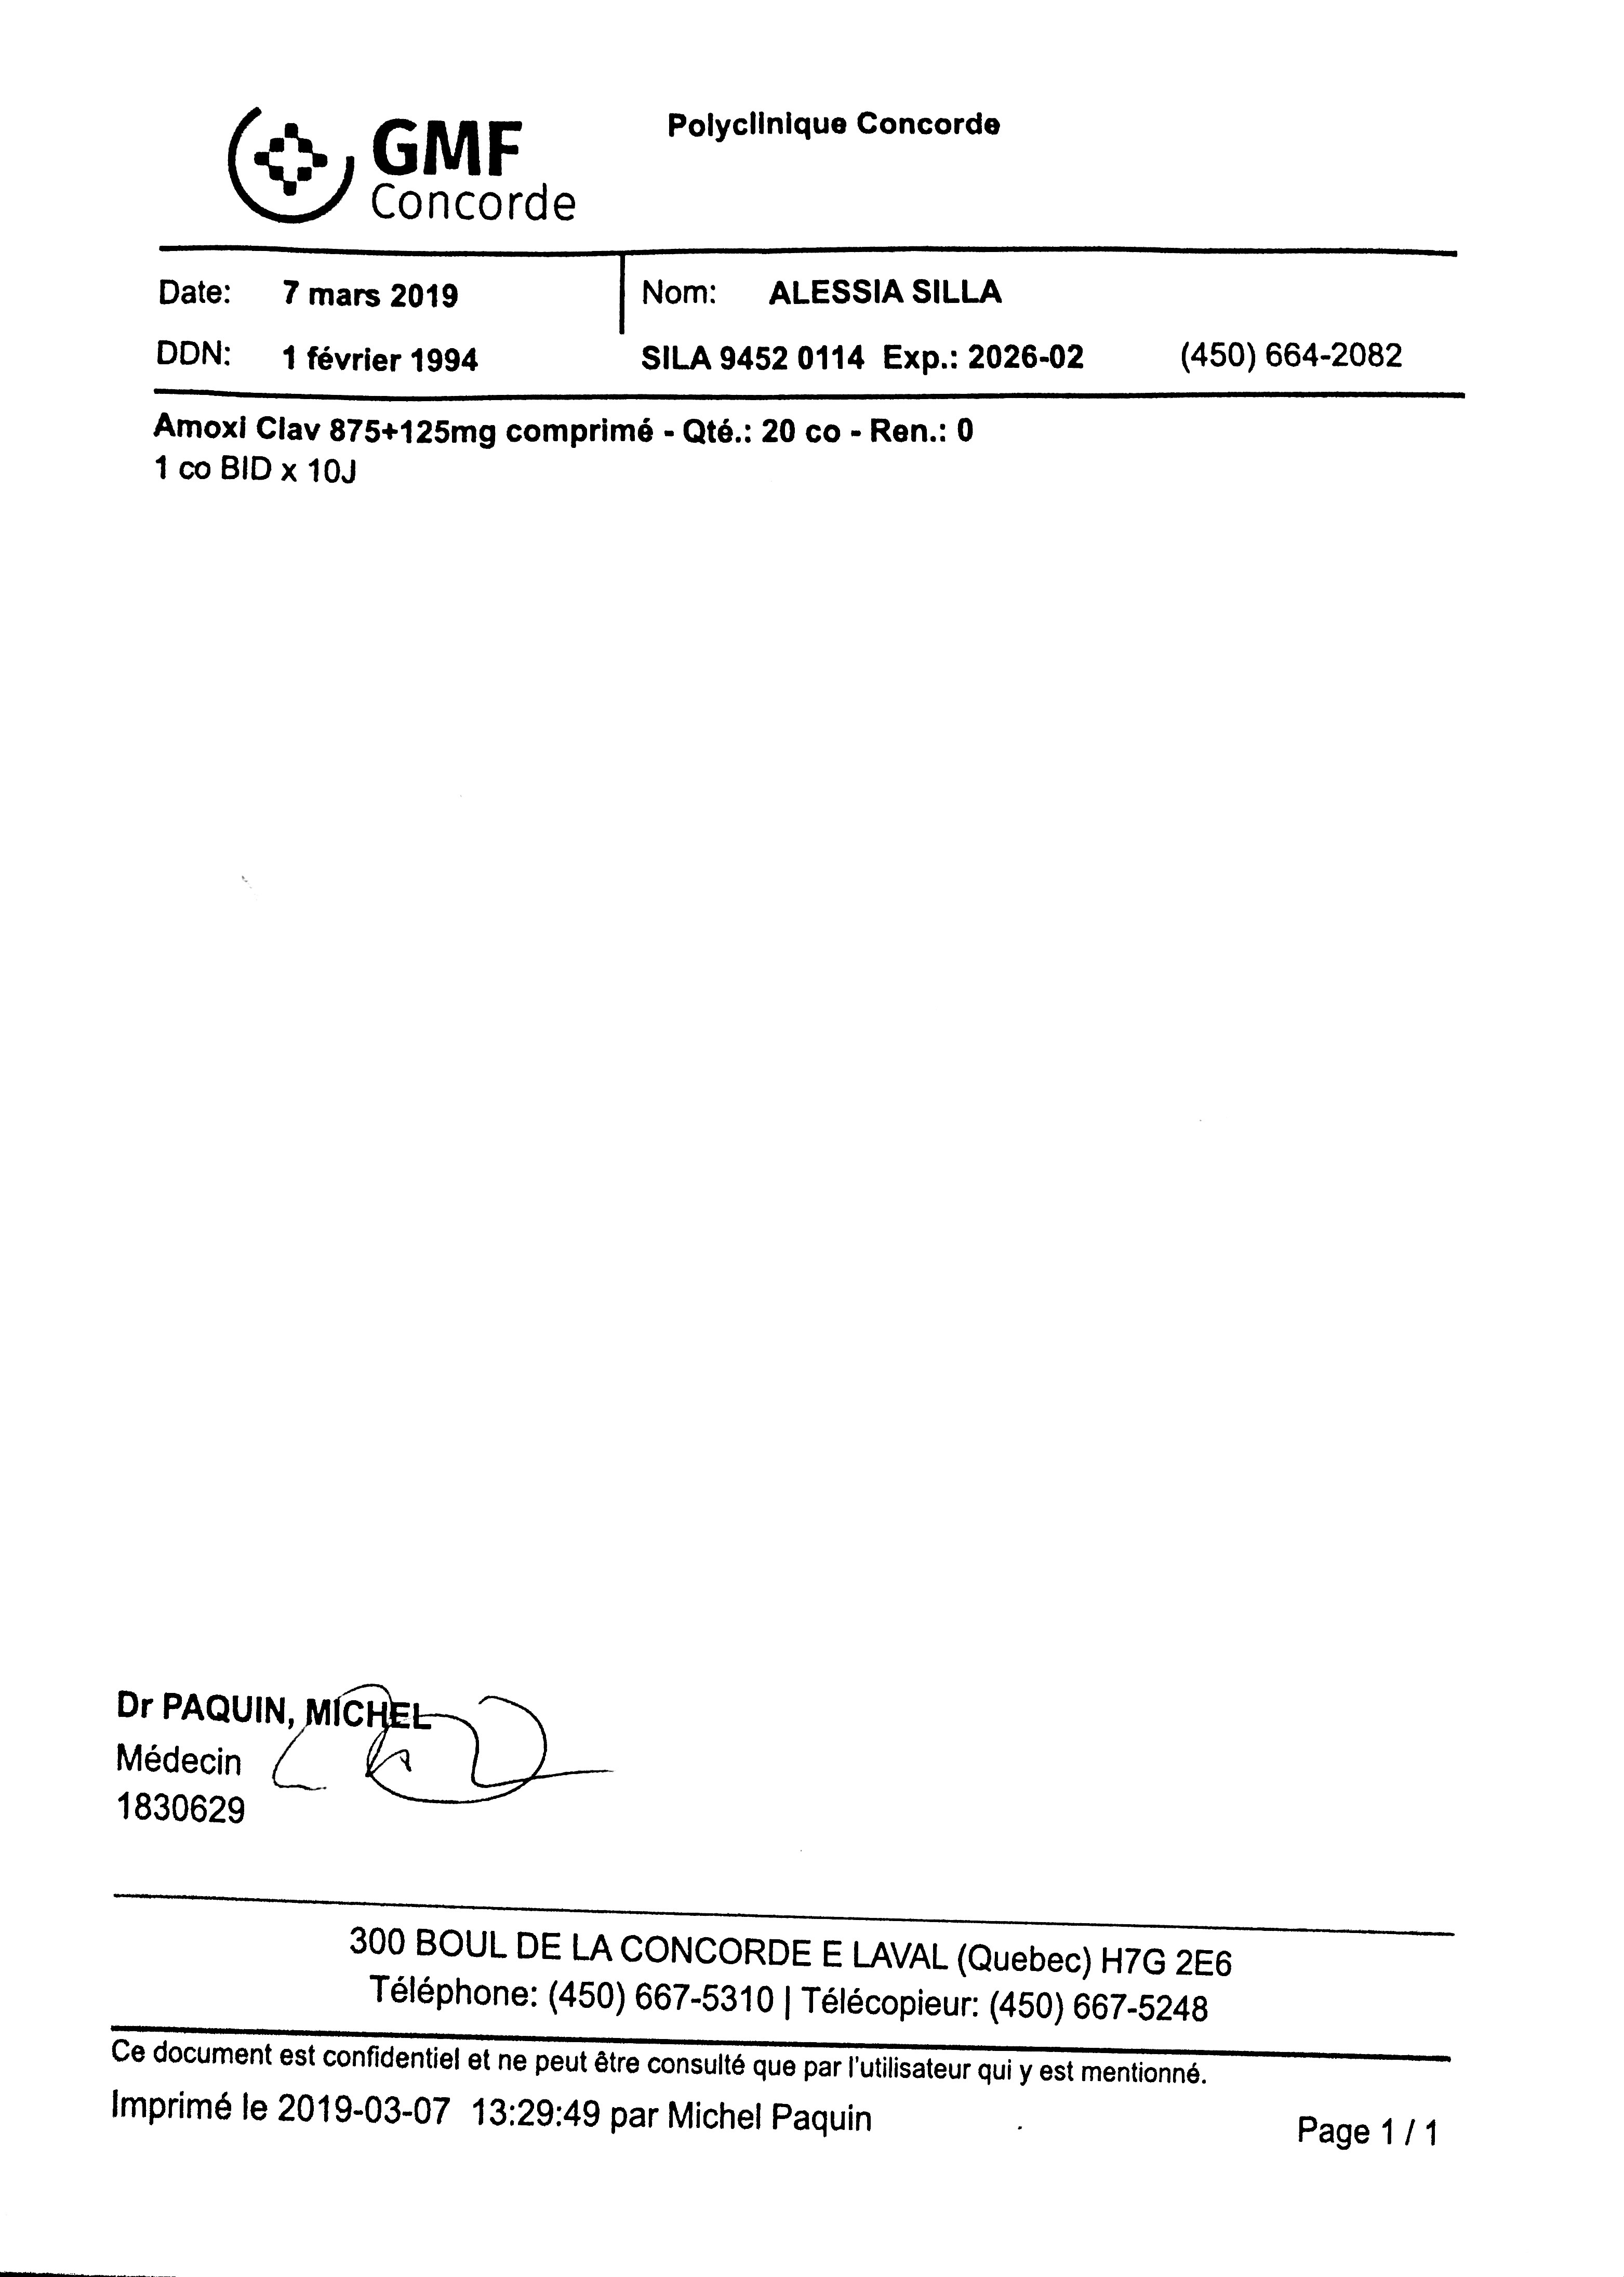 GMF
Concorde
Polyclinique Concorde
Date: 7 mars 2019 Nom: ALESSIA SILLA
DDN: 1 février 1994 SILA 9452 0114 Exp.: 2026-02 (450) 664-2082
Amoxi Clav 875+125mg comprimé - Qté.: 20 co - Ren.: 0
1 co BID x 10J
Dr PAQUIN, MICHEL
Médecin
1830629
300 BOUL DE LA CONCORDE E LAVAL (Quebec) H7G 2E6
Téléphone: (450) 667-5310 | Télécopieur: (450) 667-5248
Ce document est confidentiel et ne peut être consulté que par l'utilisateur qui y est mentionné.
Imprimé le 2019-03-07 13:29:49 par Michel Paquin
Page 1 / 1